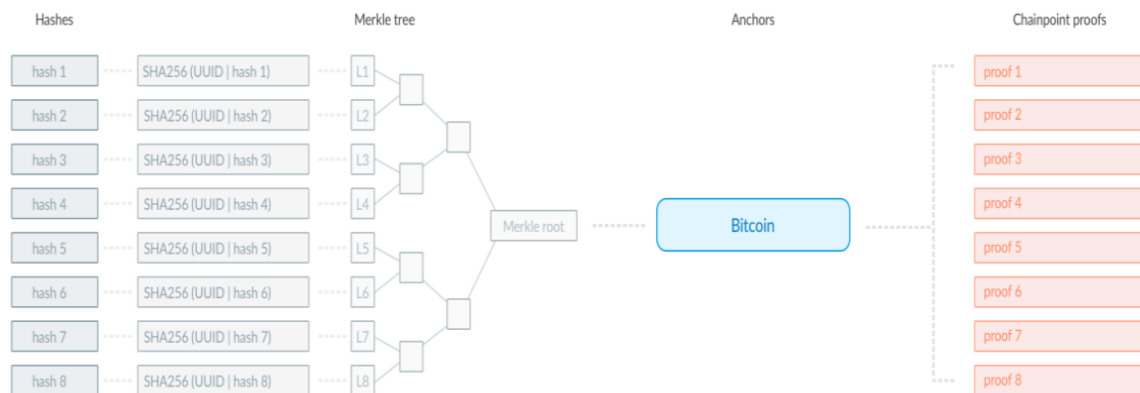 Hashes Merkle tree Anchors Chainpoint proofs
hash 1 SHA256 (UUID | hash 1) L1 proof 1
hash 2 SHA256 (UUID | hash 2) L2 proof 2
hash 3 SHA256 (UUID | hash 3) L3 proof 3
hash 4 SHA256 (UUID | hash 4) L4 proof 4
Merkle root Bitcoin
hash 5 SHA256 (UUID | hash 5) L5 proof 5
hash 6 SHA256 (UUID | hash 6) L6 proof 6
hash 7 SHA256 (UUID | hash 7) L7 proof 7
hash 8 SHA256 (UUID | hash 8) L8 proof 8